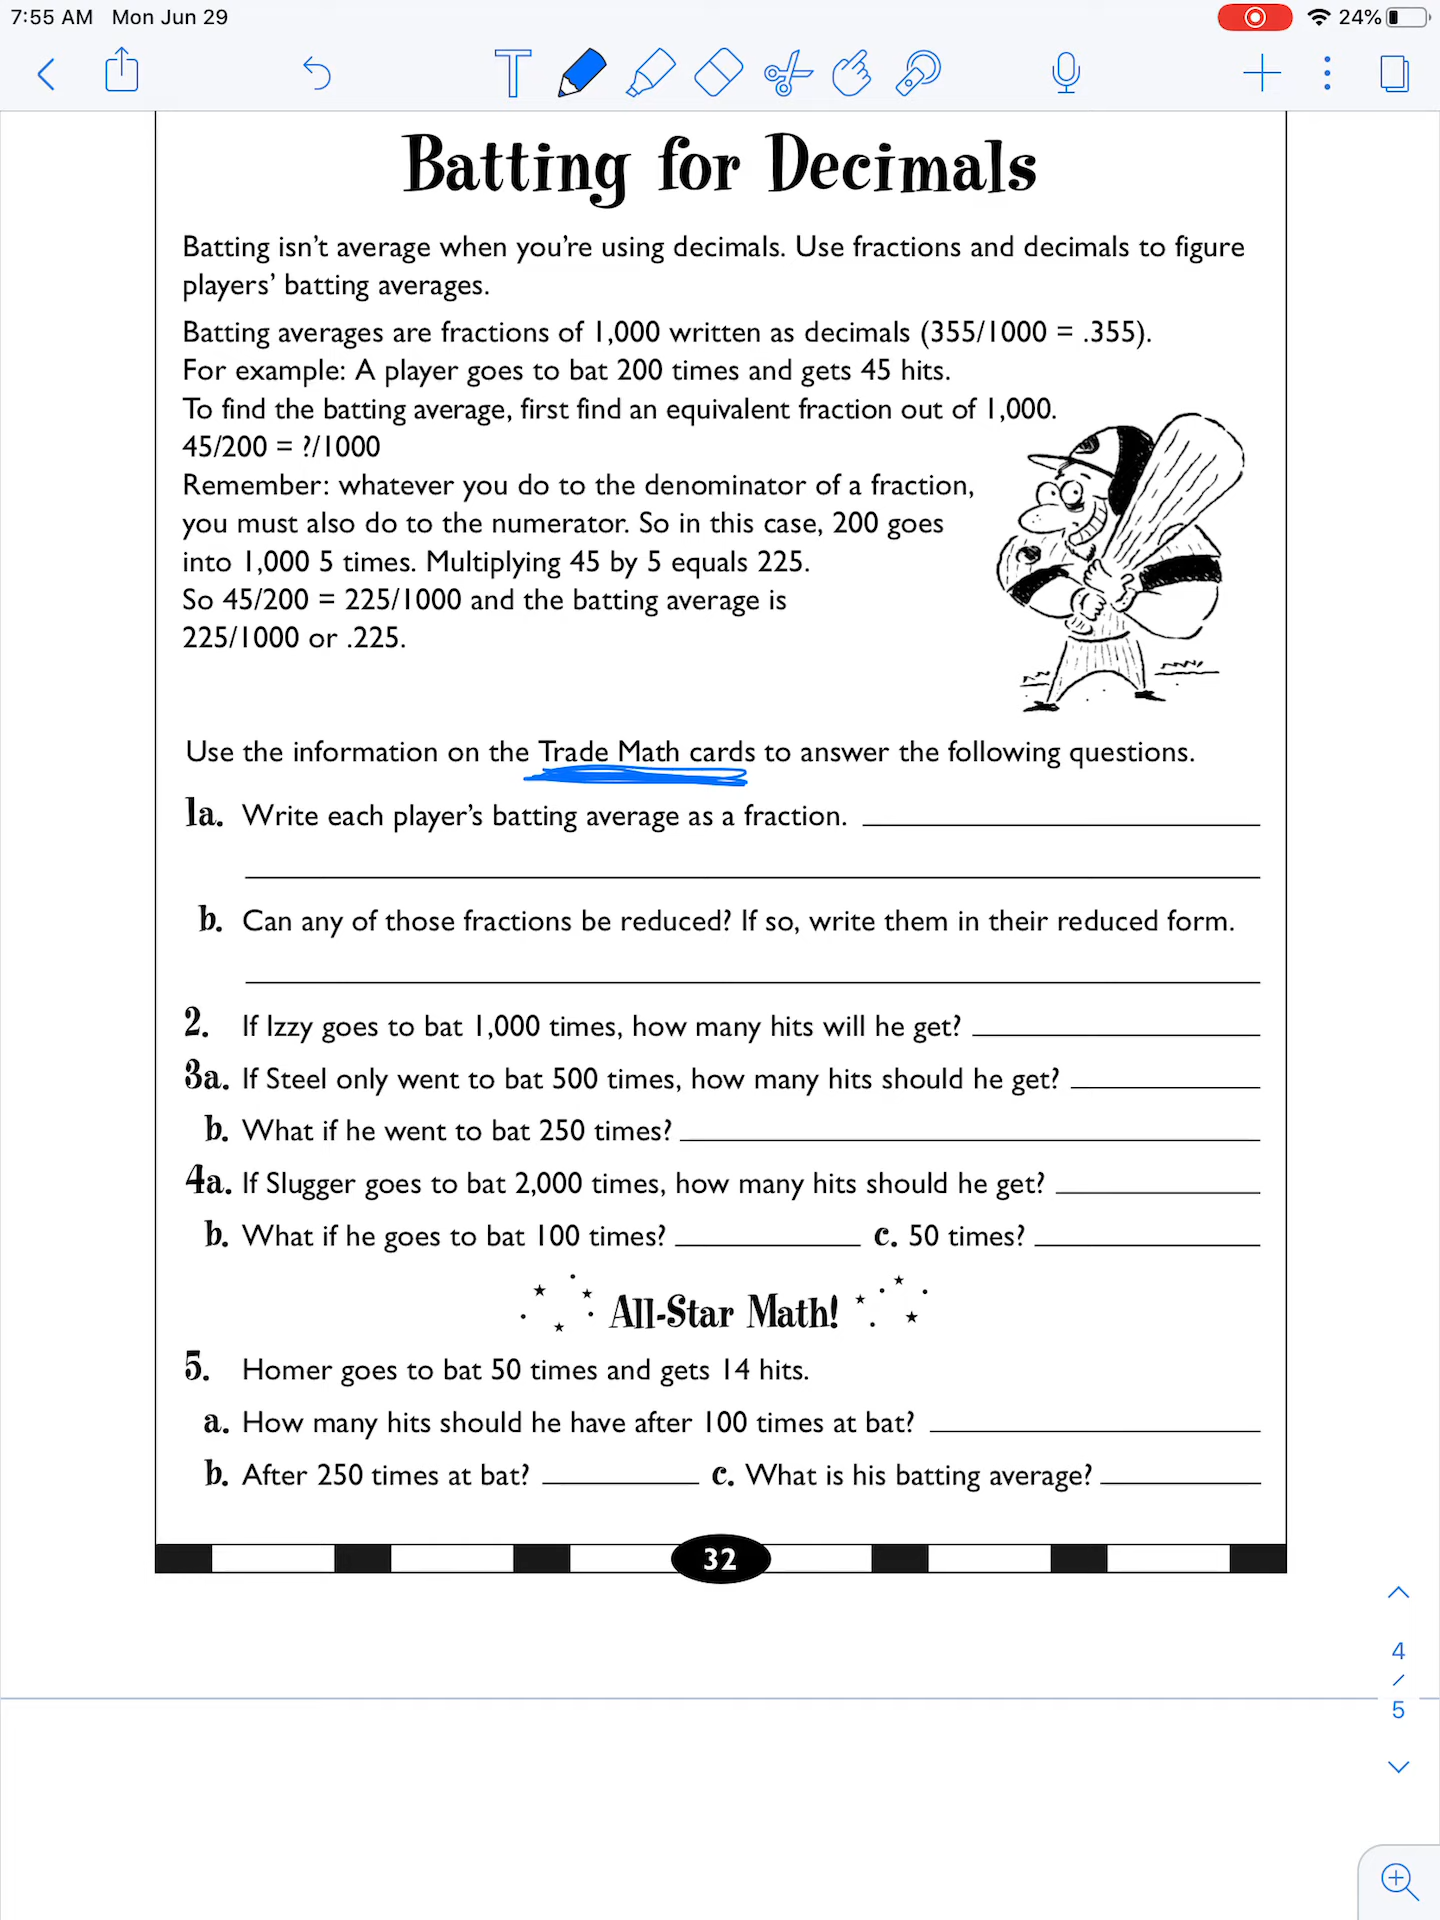 7:55 AM Mon Jun 29 24%
T
Batting for Decimals
Batting isn't average when you're using decimals. Use fractions and decimals to figure
players' batting averages.
Batting averages are fractions of 1,000 written as decimals (355/1000 = .355).
For example: A player goes to bat 200 times and gets 45 hits.
To find the batting average, first find an equivalent fraction out of 1,000.
45/200 = ?/1000
Remember: whatever you do to the denominator of a fraction,
you must also do to the numerator. So in this case, 200 goes
into 1,000 5 times. Multiplying 45 by 5 equals 225.
So 45/200 = 225/1000 and the batting average is
225/1000 or .225.
Use the information on the Trade Math cards to answer the following questions.
1a. Write each player's batting average as a fraction.
b. Can any of those fractions be reduced? If so, write them in their reduced form.
2. If Izzy goes to bat 1,000 times, how many hits will he get?
3a. If Steel only went to bat 500 times, how many hits should he get?
b. What if he went to bat 250 times?
4a. If Slugger goes to bat 2,000 times, how many hits should he get?
b. What if he goes to bat 100 times? c. 50 times?
All-Star Math!
5. Homer goes to bat 50 times and gets 14 hits.
a. How many hits should he have after 100 times at bat?
b. After 250 times at bat? c. What is his batting average?
32
4
/
5